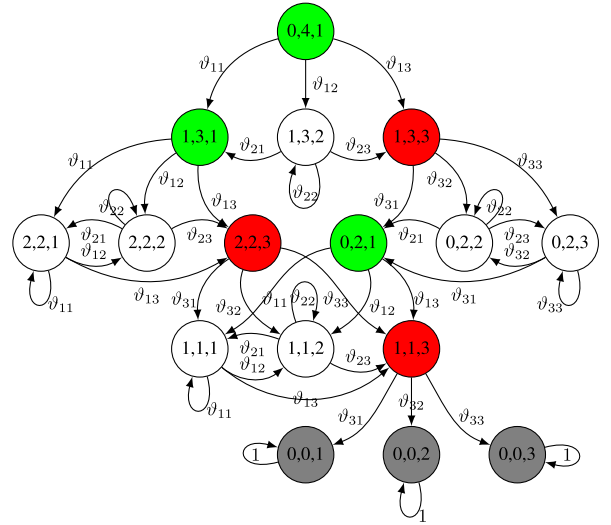 0,4,1
ϑ11
ϑ12
ϑ13
1,3,1
1,3,2
1,3,3
ϑ21
ϑ23
ϑ22
ϑ11
ϑ12
ϑ13
ϑ31
ϑ32
ϑ33
ϑ22
ϑ22
2,2,1
ϑ21
ϑ12
2,2,2
ϑ23
2,2,3
0,2,1
ϑ21
0,2,2
ϑ23
ϑ32
0,2,3
ϑ11
ϑ13
ϑ31
ϑ32
ϑ11
ϑ22
ϑ33
ϑ12
ϑ13
ϑ31
ϑ33
1,1,1
ϑ21
ϑ12
1,1,2
ϑ23
1,1,3
ϑ11
ϑ13
ϑ31
ϑ32
ϑ33
1
0,0,1
0,0,2
0,0,3
1
1